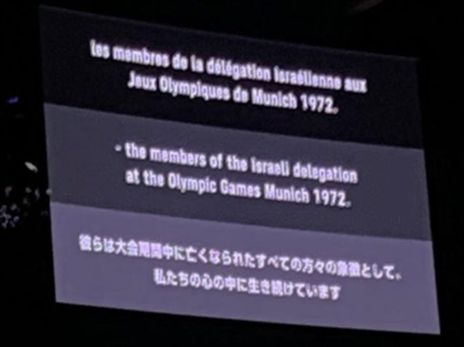 les membres de la délégation israélienne aux
Jeux Olympiques de Munich 1972.
- the members of the Israeli delegation
at the Olympic Games Munich 1972.
彼らは大会期間中に亡くなられたすべての方々の象徴として、
私たちの心の中に生き続けています